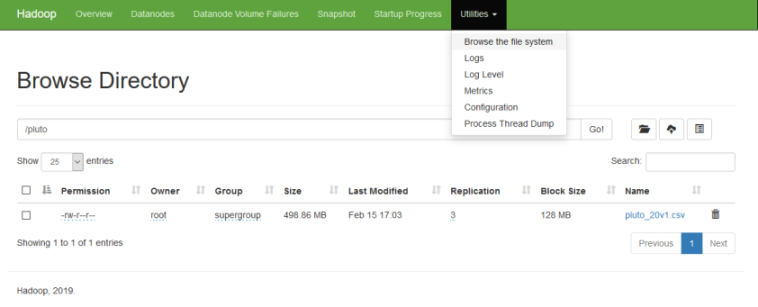 Hadoop Overview Datanodes Datanode Volume Failures Snapshot Startup Progress Utilities
Browse the file system
Logs
Log Level
Metrics
Configuration
Process Thread Dump
Browse Directory
/pluto Go!
Show 25 entries Search:
Permission Owner Group Size Last Modified Replication Block Size Name
-rw-r--r-- root supergroup 498.86 MB Feb 15 17:03 3 128 MB pluto_20v1.csv
Showing 1 to 1 of 1 entries Previous 1 Next
Hadoop, 2019.